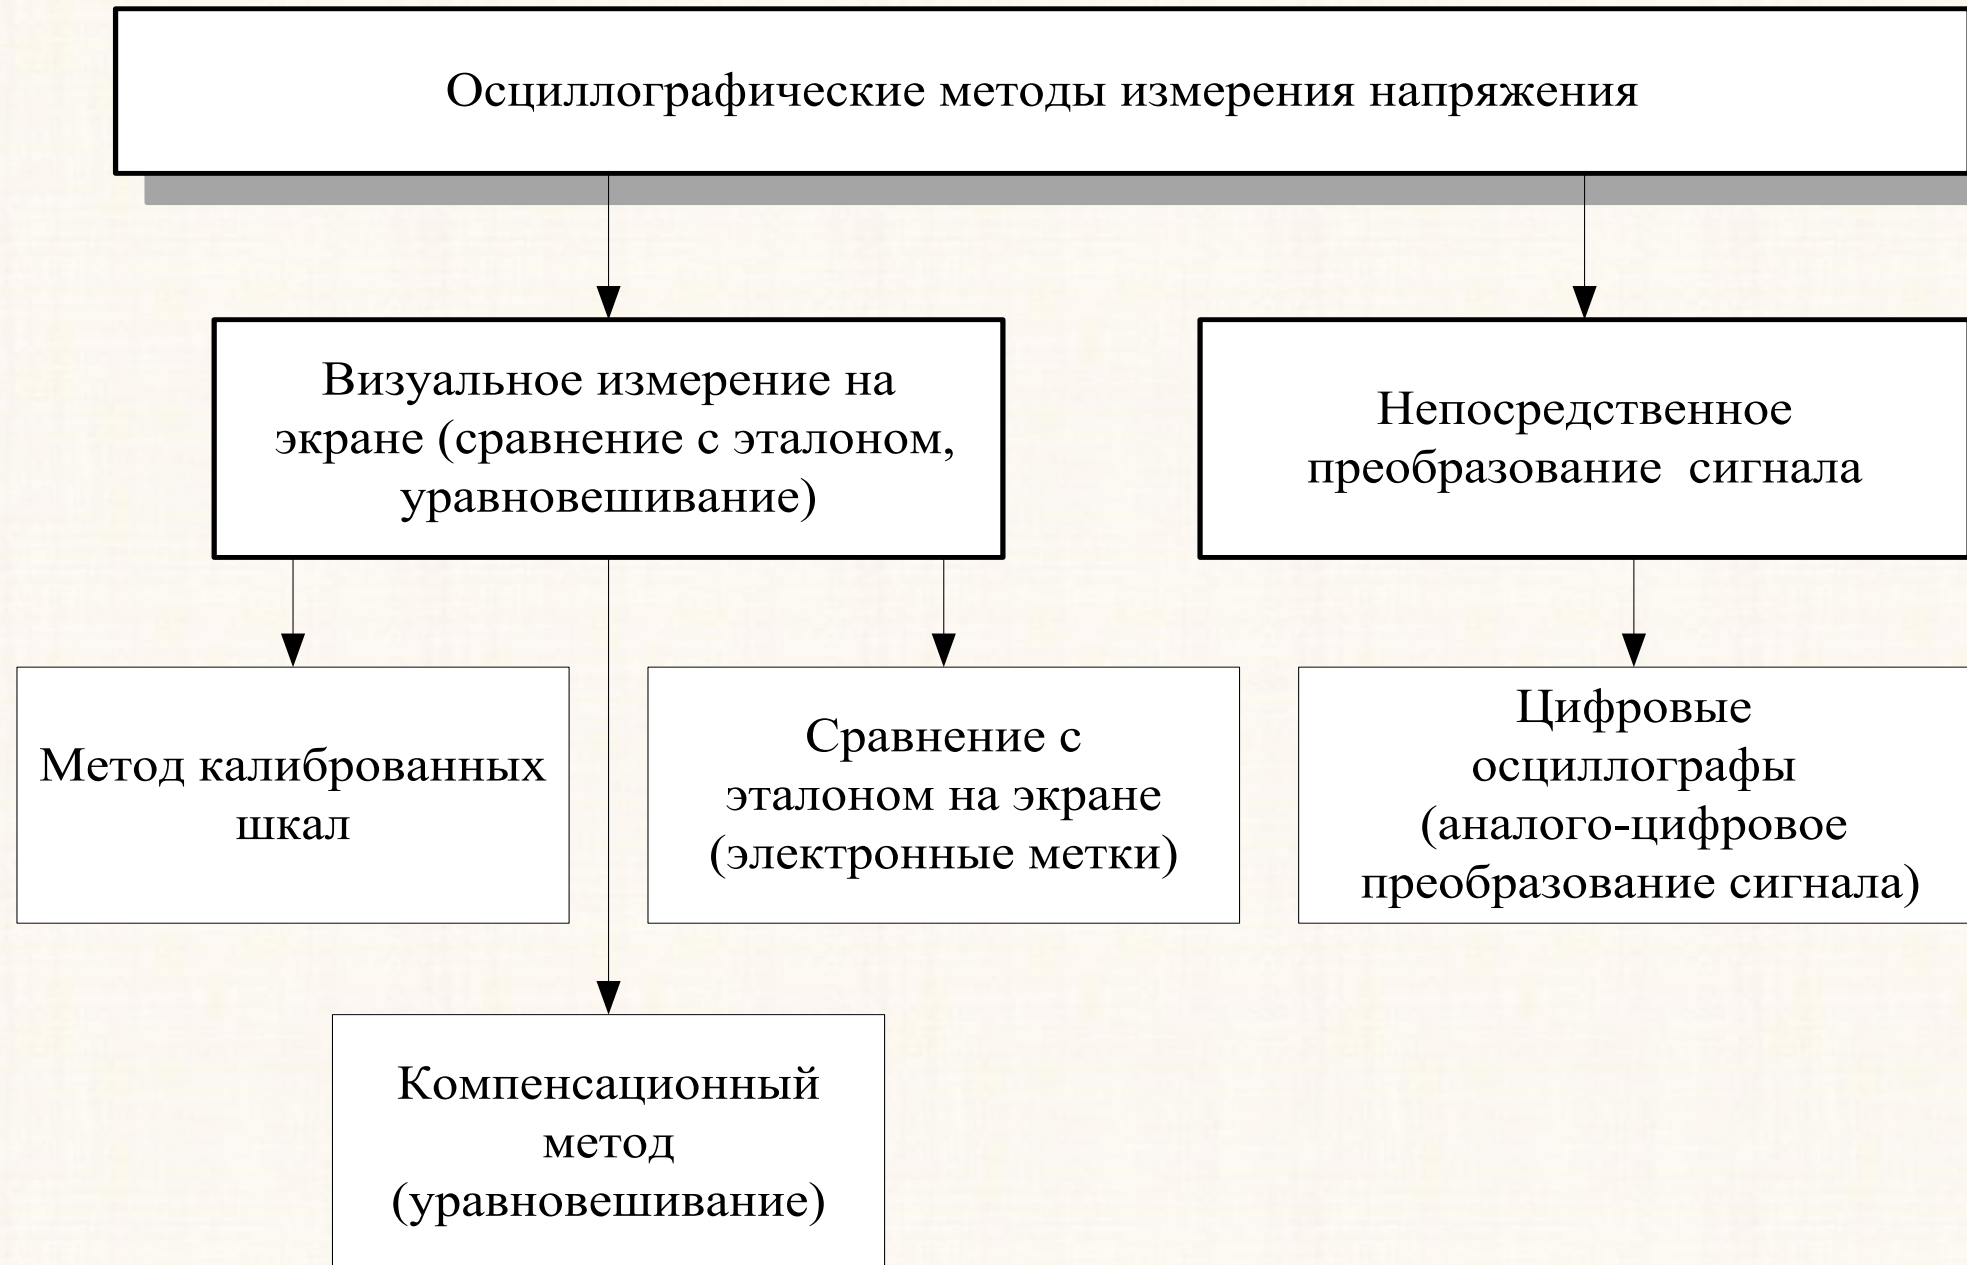 Осциллографические методы измерения напряжения
Визуальное измерение на
экране (сравнение с эталоном,
уравновешивание)
Непосредственное
преобразование сигнала
Метод калиброванных
шкал
Сравнение с
эталоном на экране
(электронные метки)
Цифровые
осциллографы
(аналого-цифровое
преобразование сигнала)
Компенсационный
метод
(уравновешивание)